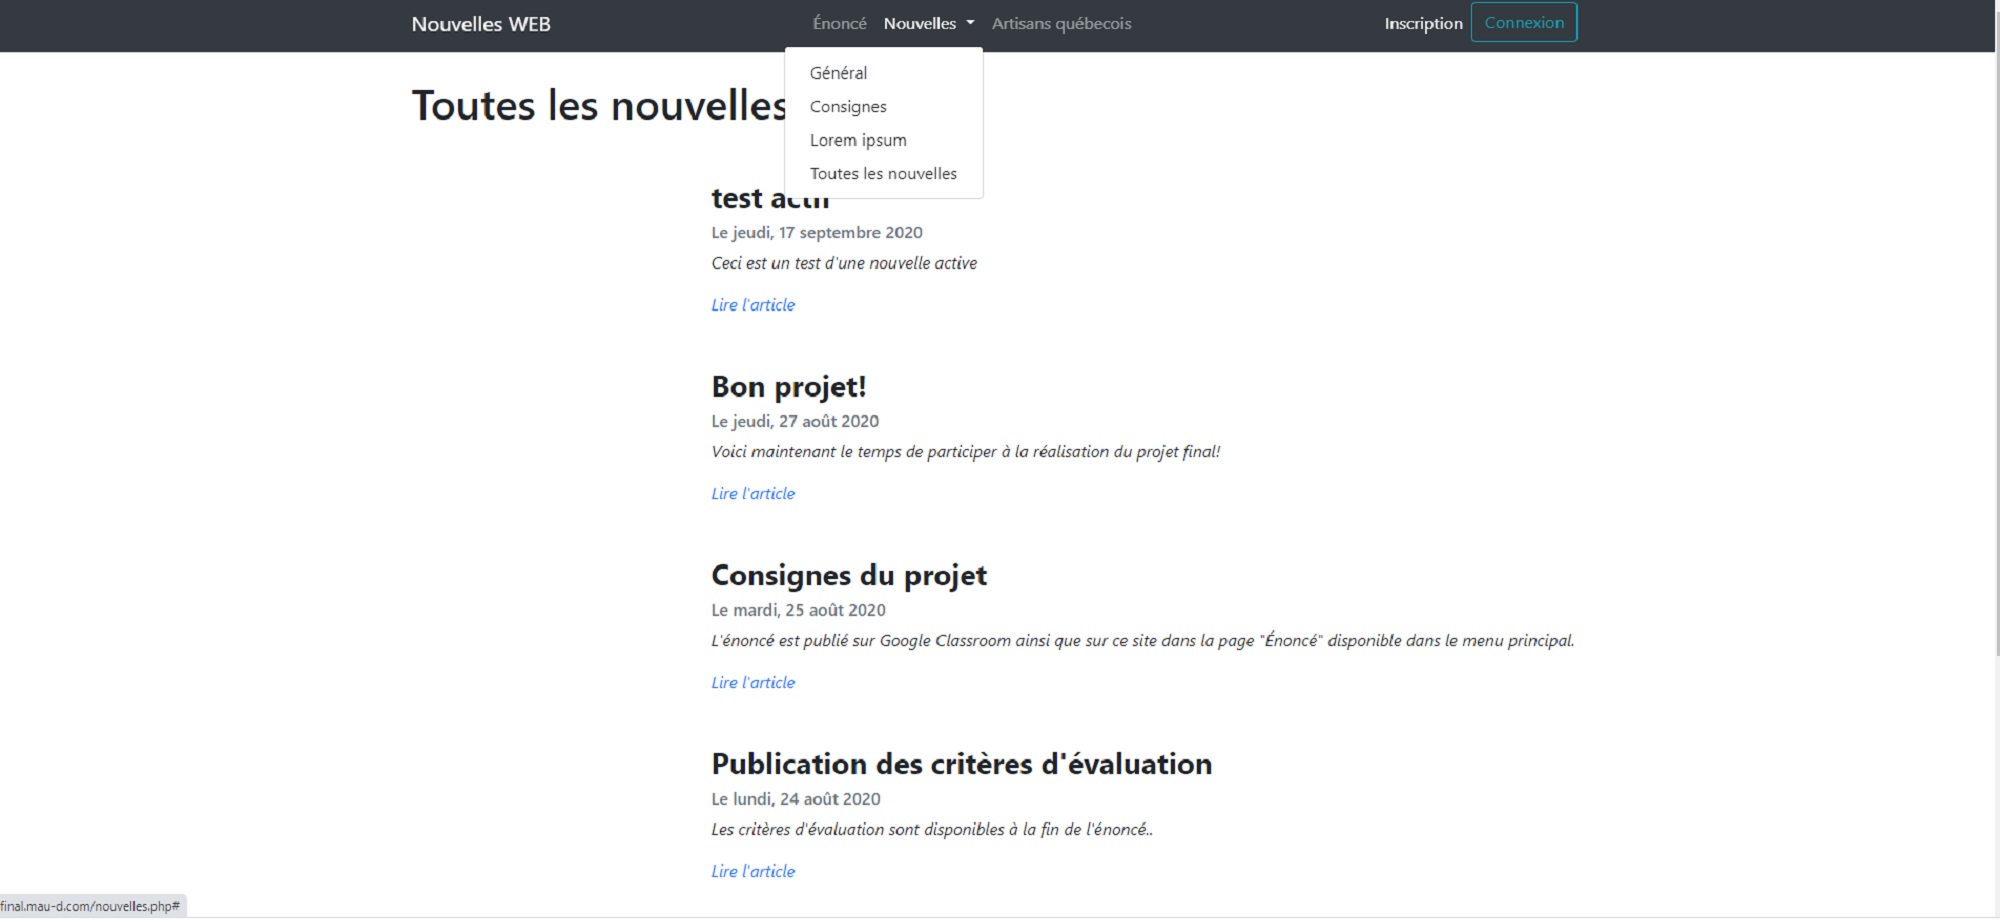 Nouvelles WEB
Énoncé Nouvelles Artisans québecois
Inscription Connexion
Général
Consignes
Lorem ipsum
Toutes les nouvelles
Toutes les nouvelles
test actif
Le jeudi, 17 septembre 2020
Ceci est un test d'une nouvelle active
Lire l'article
Bon projet!
Le jeudi, 27 août 2020
Voici maintenant le temps de participer à la réalisation du projet final!
Lire l'article
Consignes du projet
Le mardi, 25 août 2020
L'énoncé est publié sur Google Classroom ainsi que sur ce site dans la page "Énoncé" disponible dans le menu principal.
Lire l'article
Publication des critères d'évaluation
Le lundi, 24 août 2020
Les critères d'évaluation sont disponibles à la fin de l'énoncé..
Lire l'article
final.mau-d.com/nouvelles.php#